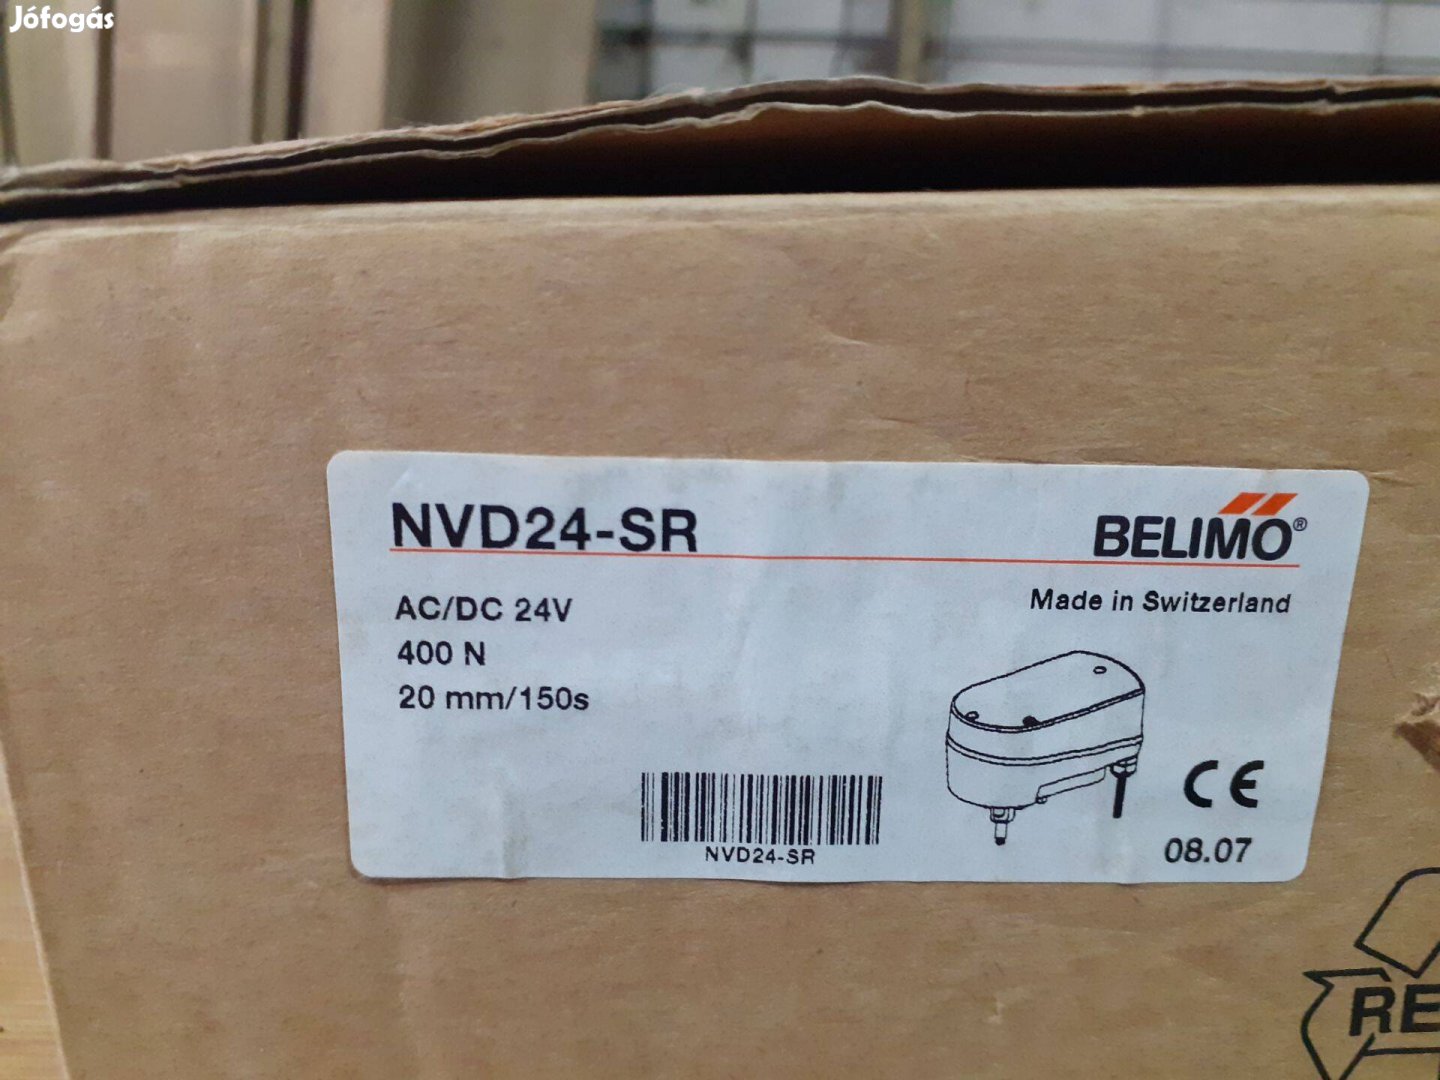 Jófogás
NVD24-SR
BELIMO®
AC/DC 24V
Made in Switzerland
400 N
20 mm/150s
CE
NVD24-SR
08.07
RE